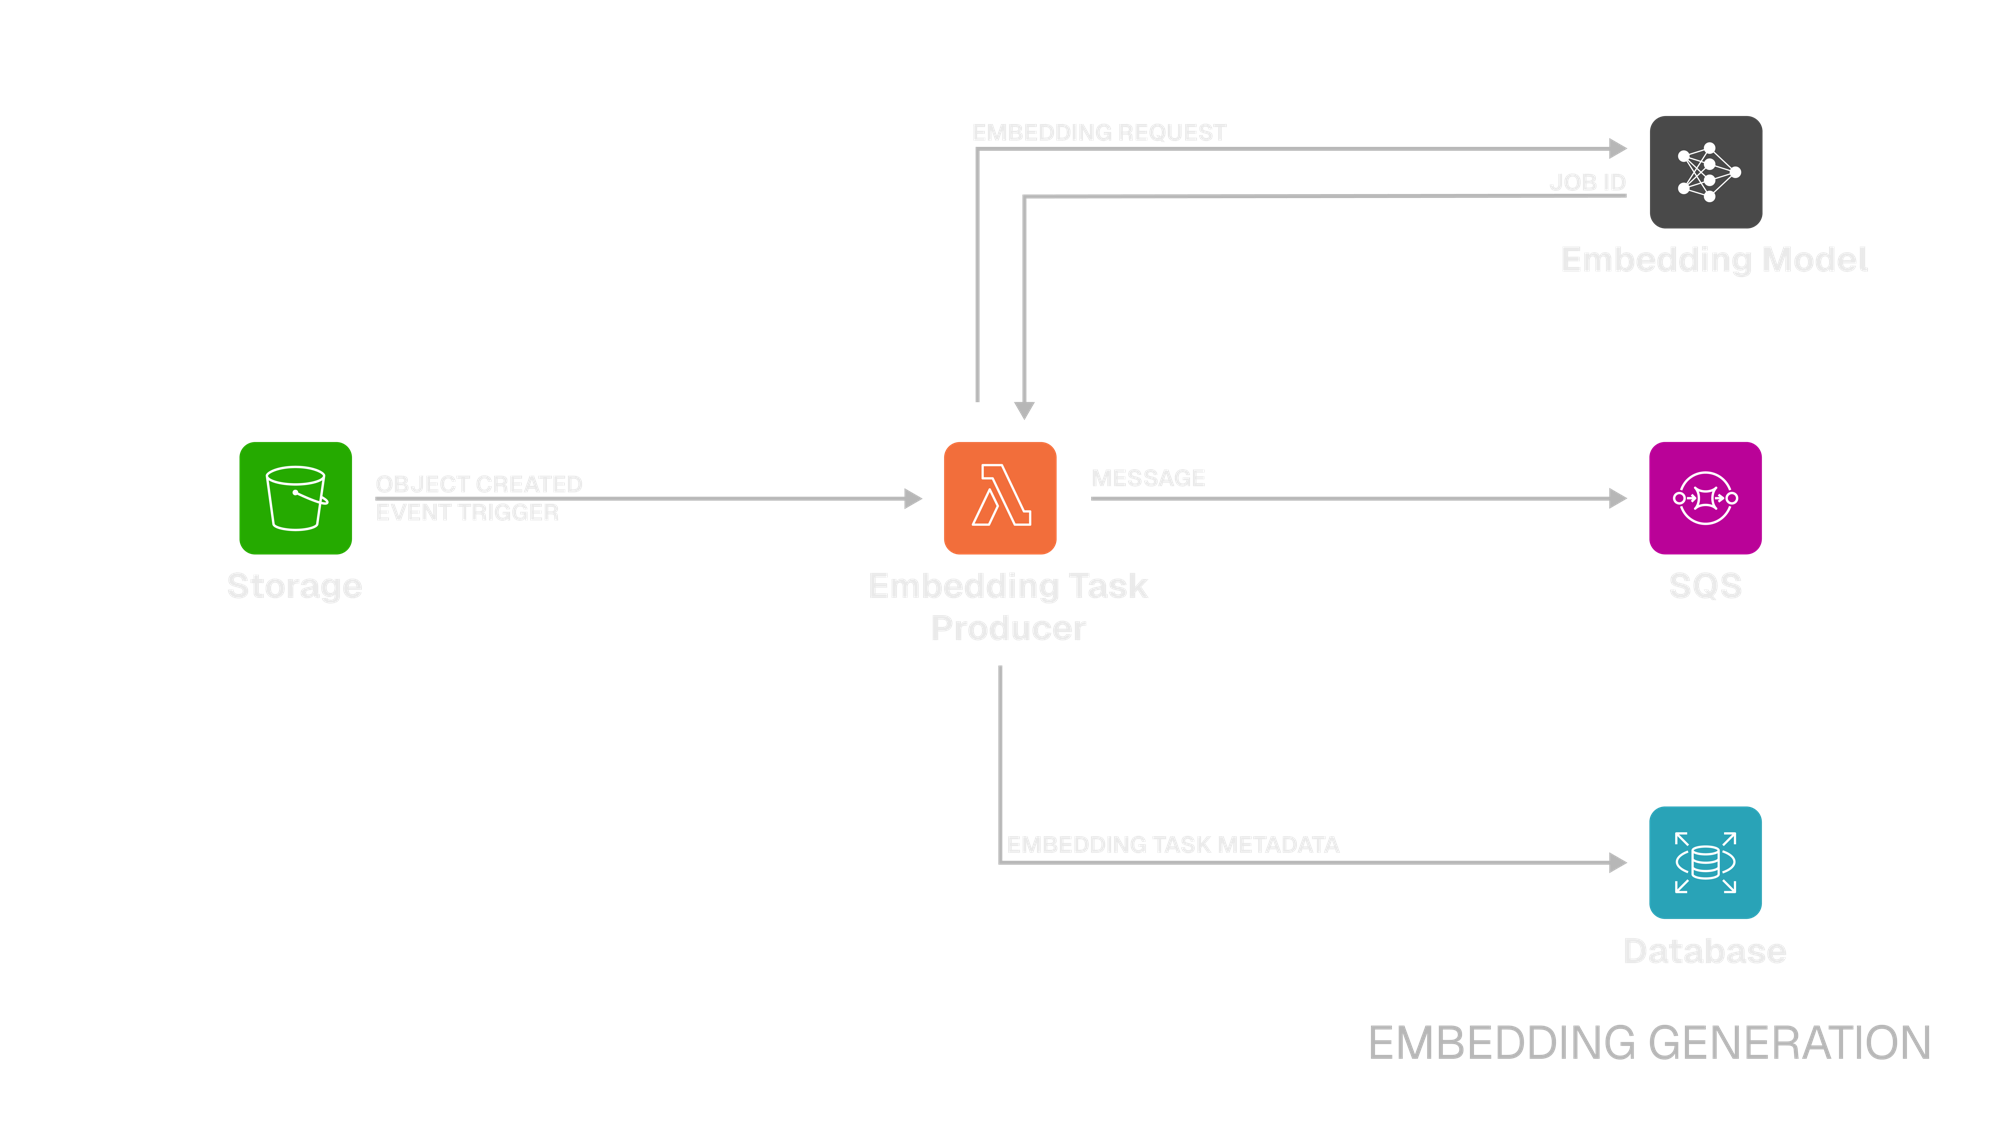 EMBEDDING REQUEST
JOB ID
Embedding Model
OBJECT CREATED
EVENT TRIGGER
MESSAGE
Storage
Embedding Task
Producer
SQS
EMBEDDING TASK METADATA
Database
EMBEDDING GENERATION